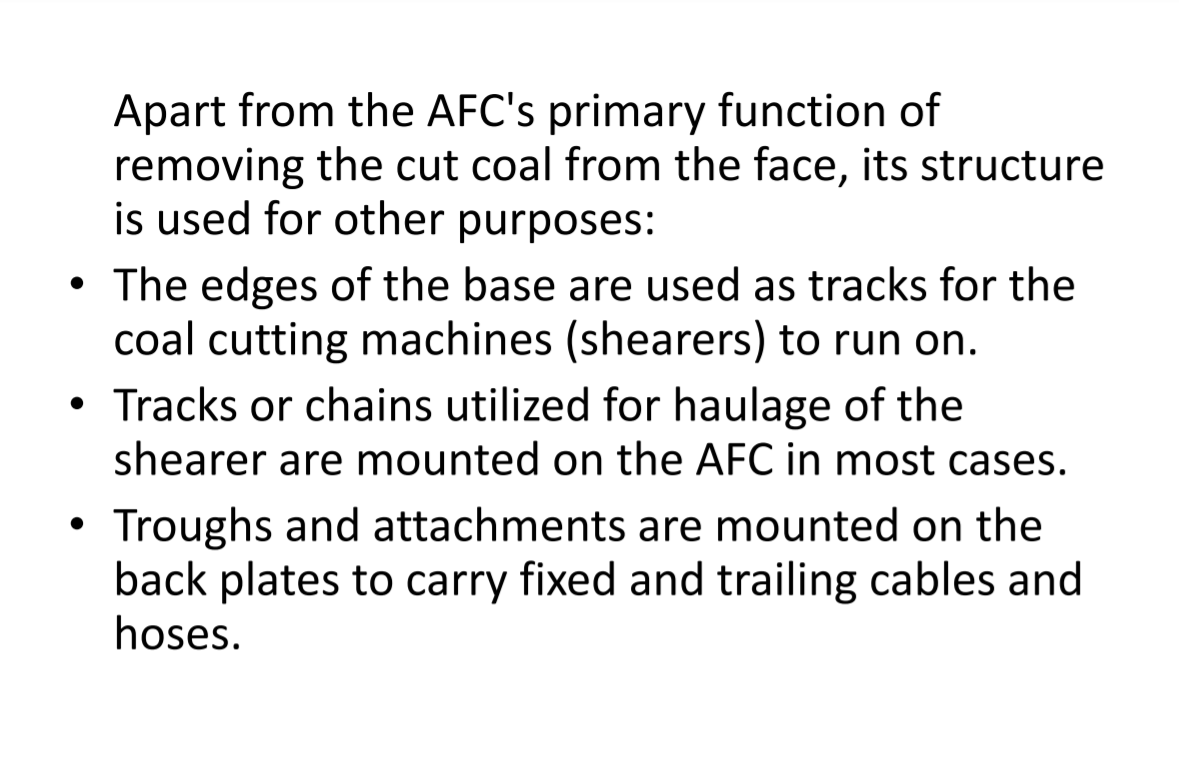 Apart from the AFC's primary function of
removing the cut coal from the face, its structure
is used for other purposes:
• The edges of the base are used as tracks for the
coal cutting machines (shearers) to run on.
• Tracks or chains utilized for haulage of the
shearer are mounted on the AFC in most cases.
• Troughs and attachments are mounted on the
back plates to carry fixed and trailing cables and
hoses.